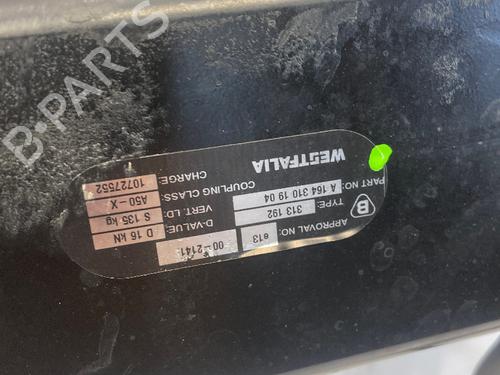 B-PARTS
WESTFALIA
PART NO: A 164 310 19 04
TYPE: 313 192
APPROVAL NO: e13 00-2141
CHARGE: 10727552
COUPLING CLASS: A50-X
VERT. LD: S 135 kg
D-VALUE: D 16 kN
B